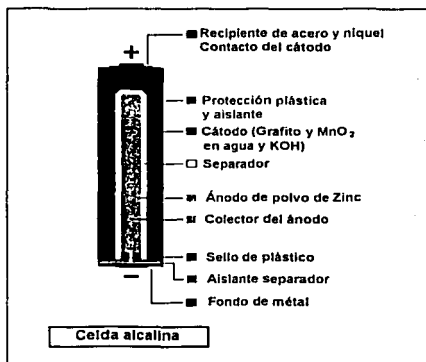 Recipiente de acero y níquel
Contacto del cátodo
+
Protección plástica
y aislante
Cátodo (Grafito y MnO₂
en agua y KOH)
Separador
Ánodo de polvo de Zinc
Colector del ánodo
Sello de plástico
Aislante separador
−
Fondo de métal
Celda alcalina